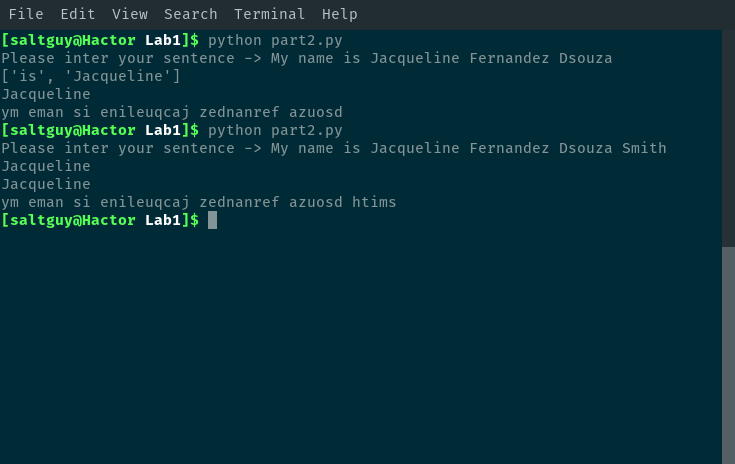 File Edit View Search Terminal Help
[saltguy@Hactor Lab1]$ python part2.py
Please inter your sentence -> My name is Jacqueline Fernandez Dsouza
['is', 'Jacqueline']
Jacqueline
ym eman si enileuqcaj zednanref azuosd
[saltguy@Hactor Lab1]$ python part2.py
Please inter your sentence -> My name is Jacqueline Fernandez Dsouza Smith
Jacqueline
Jacqueline
ym eman si enileuqcaj zednanref azuosd htims
[saltguy@Hactor Lab1]$